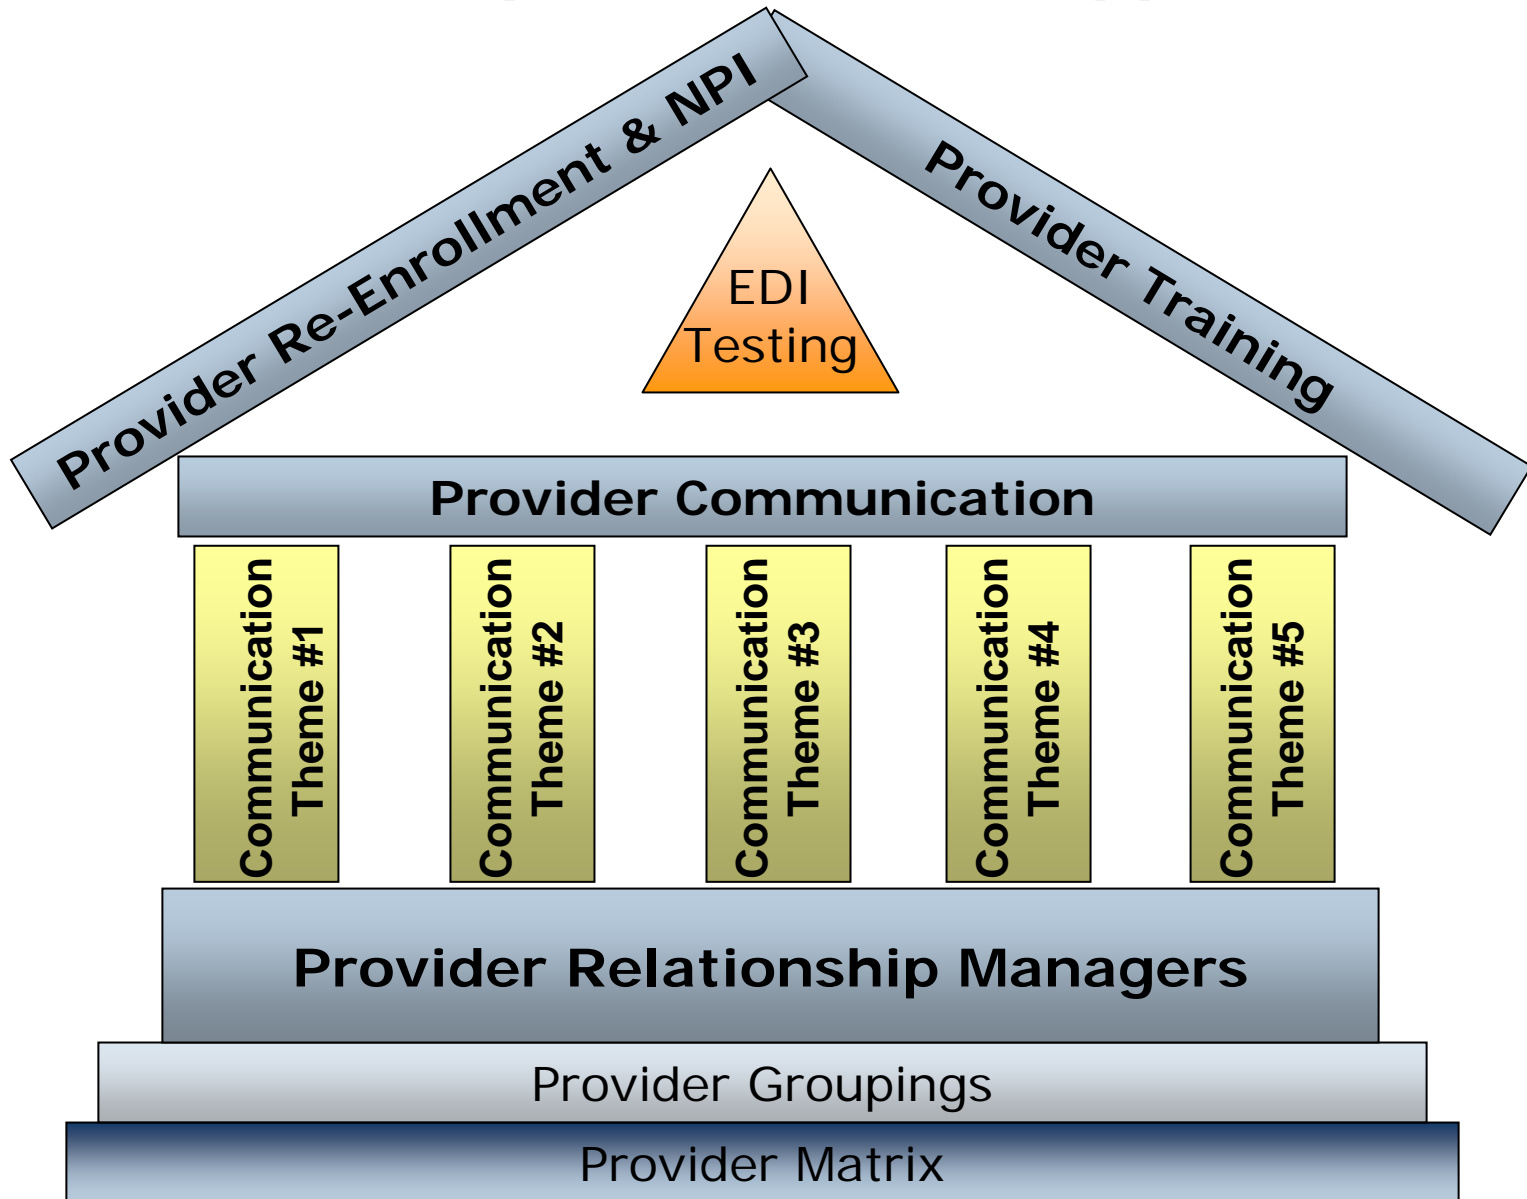 Provider Re-Enrollment & NPI
Provider Training
EDI
Testing
Provider Communication
Communication
Theme #1
Communication
Theme #2
Communication
Theme #3
Communication
Theme #4
Communication
Theme #5
Provider Relationship Managers
Provider Groupings
Provider Matrix